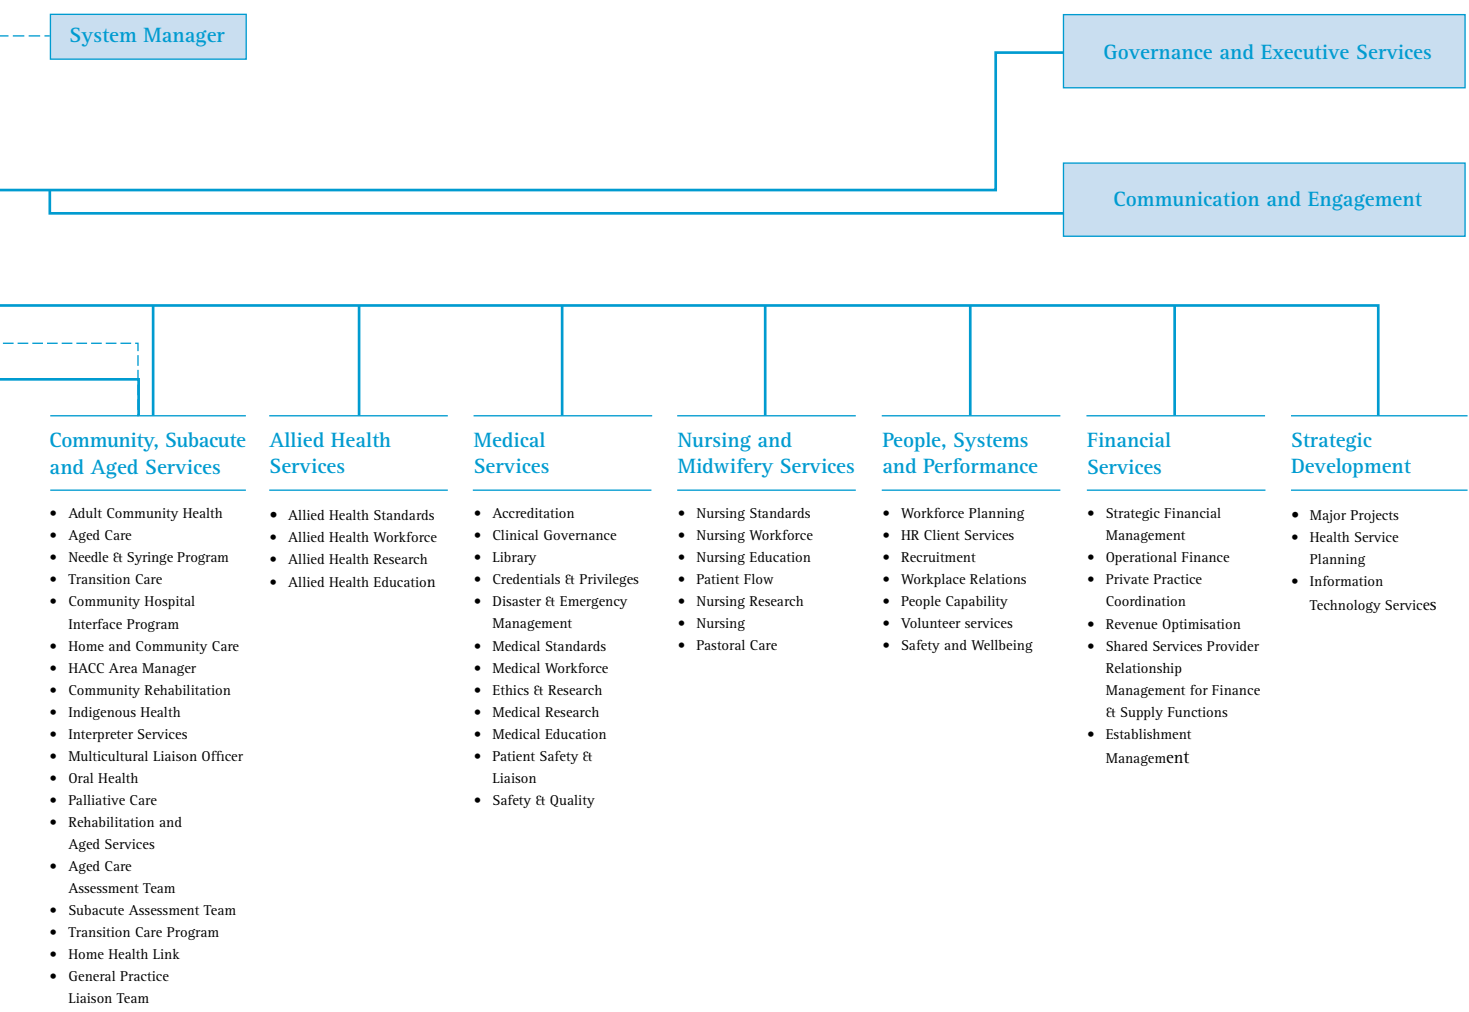 System Manager
Governance and Executive Services
Communication and Engagement
Community, Subacute
and Aged Services
• Adult Community Health
• Aged Care
• Needle & Syringe Program
• Transition Care
• Community Hospital
Interface Program
• Home and Community Care
• HACC Area Manager
• Community Rehabilitation
• Indigenous Health
• Interpreter Services
• Multicultural Liaison Officer
• Oral Health
• Palliative Care
• Rehabilitation and
Aged Services
• Aged Care
Assessment Team
• Subacute Assessment Team
• Transition Care Program
• Home Health Link
• General Practice
Liaison Team
Allied Health
Services
• Allied Health Standards
• Allied Health Workforce
• Allied Health Research
• Allied Health Education
Medical
Services
• Accreditation
• Clinical Governance
• Library
• Credentials & Privileges
• Disaster & Emergency
Management
• Medical Standards
• Medical Workforce
• Ethics & Research
• Medical Research
• Medical Education
• Patient Safety &
Liaison
• Safety & Quality
Nursing and
Midwifery Services
• Nursing Standards
• Nursing Workforce
• Nursing Education
• Patient Flow
• Nursing Research
• Nursing
• Pastoral Care
People, Systems
and Performance
• Workforce Planning
• HR Client Services
• Recruitment
• Workplace Relations
• People Capability
• Volunteer services
• Safety and Wellbeing
Financial
Services
• Strategic Financial
Management
• Operational Finance
• Private Practice
Coordination
• Revenue Optimisation
• Shared Services Provider
Relationship
Management for Finance
& Supply Functions
• Establishment
Management
Strategic
Development
• Major Projects
• Health Service
Planning
• Information
Technology Services